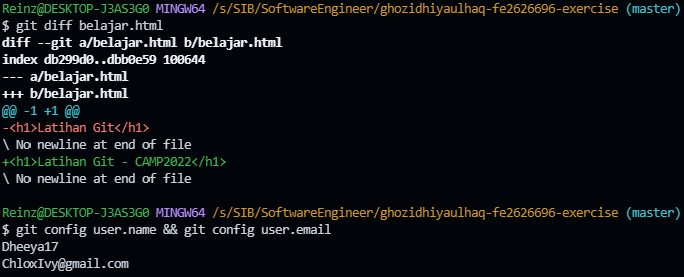 Reinz@DESKTOP-J3AS3G0 MINGW64 /s/SIB/SoftwareEngineer/ghozidhiyaulhaq-fe2626696-exercise (master)
$ git diff belajar.html
diff --git a/belajar.html b/belajar.html
index db299d0..dbb0e59 100644
--- a/belajar.html
+++ b/belajar.html
@@ -1 +1 @@
-<h1>Latihan Git</h1>
\ No newline at end of file
+<h1>Latihan Git - CAMP2022</h1>
\ No newline at end of file
Reinz@DESKTOP-J3AS3G0 MINGW64 /s/SIB/SoftwareEngineer/ghozidhiyaulhaq-fe2626696-exercise (master)
$ git config user.name && git config user.email
Dheeya17
ChloxIvy@gmail.com